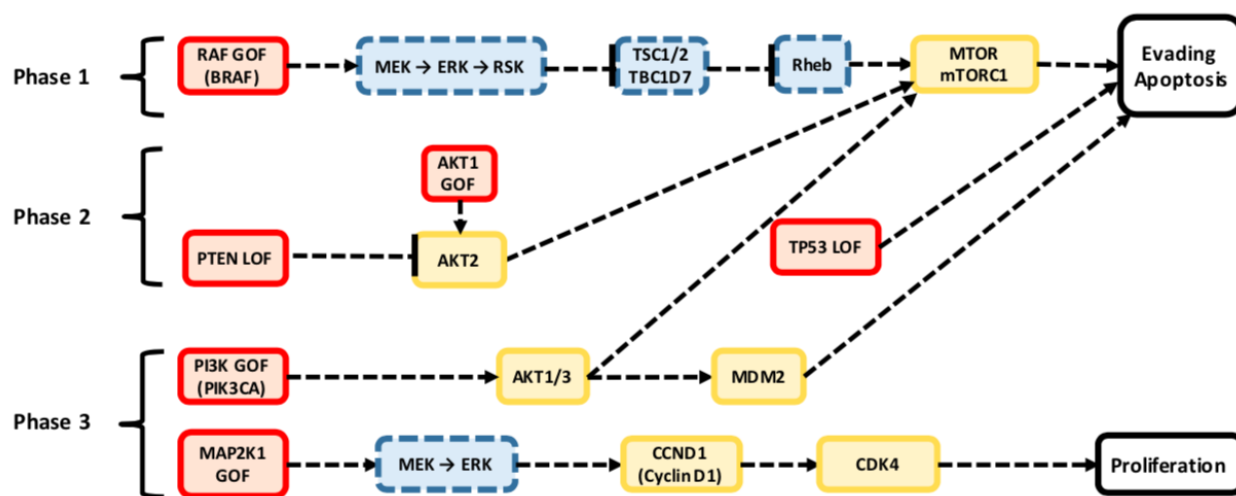 Phase 1
RAF GOF
(BRAF)
MEK → ERK → RSK
TSC1/2
TBC1D7
Rheb
MTOR
mTORC1
Evading
Apoptosis
Phase 2
AKT1
GOF
PTEN LOF
AKT2
TP53 LOF
Phase 3
PI3K GOF
(PIK3CA)
AKT1/3
MDM2
MAP2K1
GOF
MEK → ERK
CCND1
(Cyclin D1)
CDK4
Proliferation